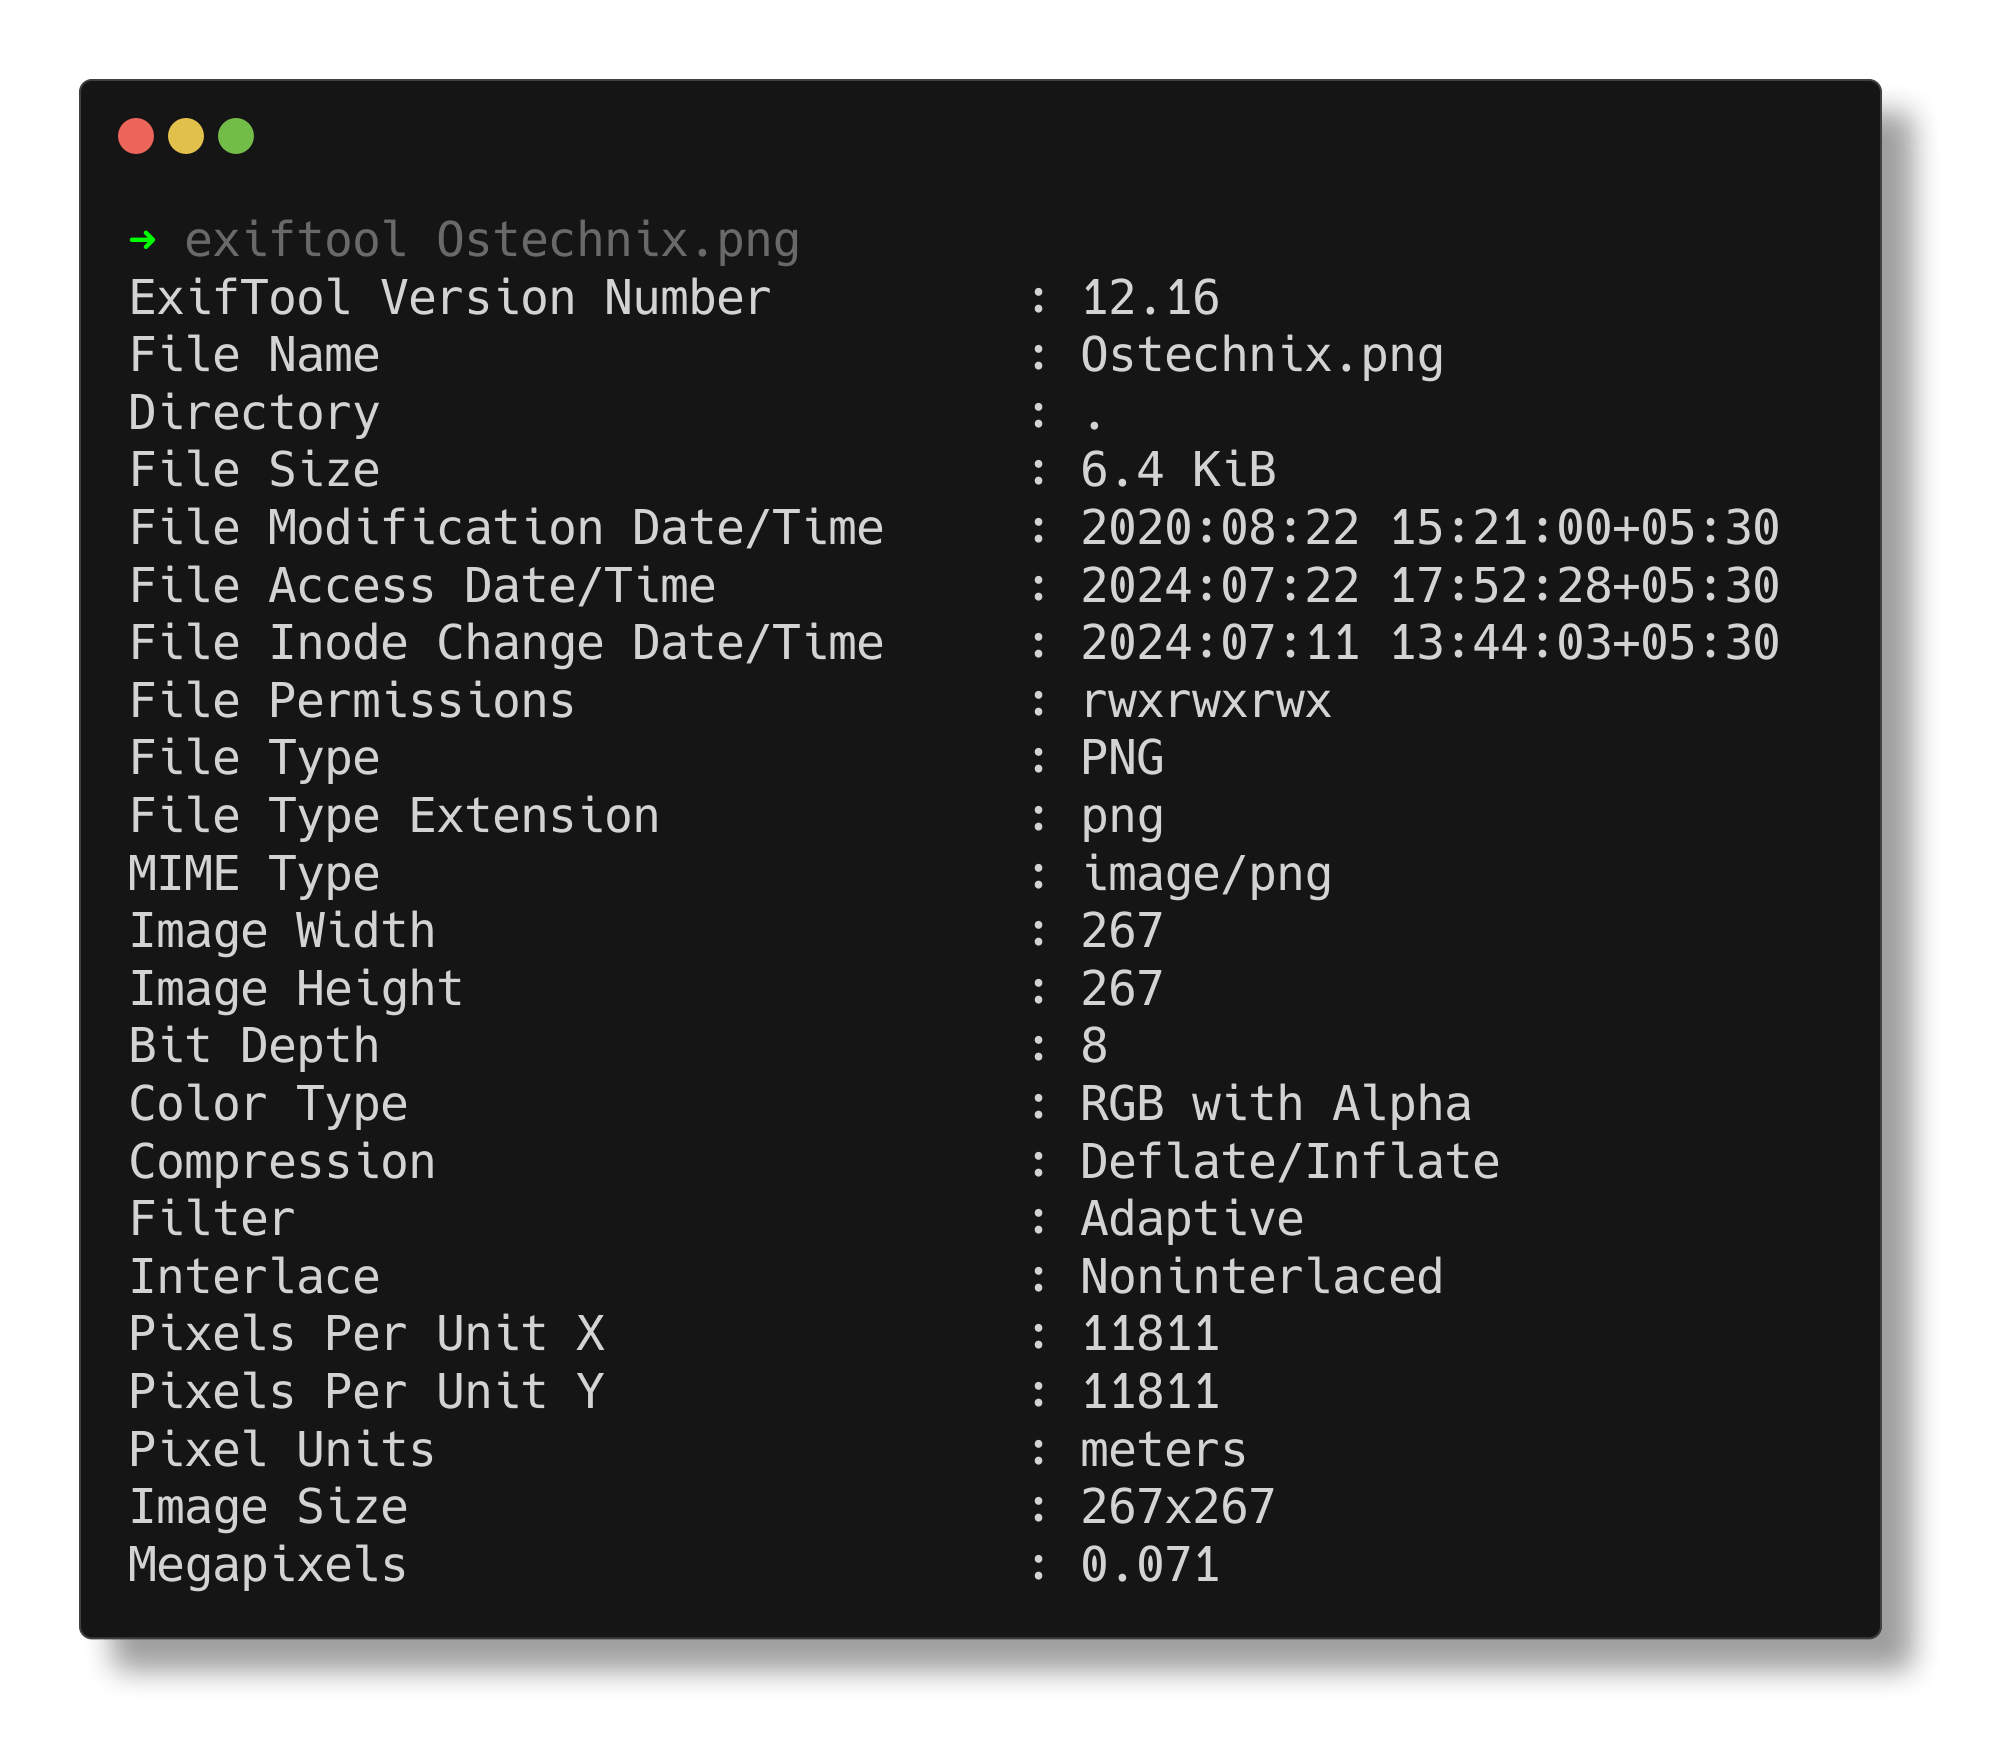 ➜ exiftool Ostechnix.png
ExifTool Version Number         : 12.16
File Name                       : Ostechnix.png
Directory                       : .
File Size                       : 6.4 KiB
File Modification Date/Time     : 2020:08:22 15:21:00+05:30
File Access Date/Time           : 2024:07:22 17:52:28+05:30
File Inode Change Date/Time     : 2024:07:11 13:44:03+05:30
File Permissions                : rwxrwxrwx
File Type                       : PNG
File Type Extension             : png
MIME Type                       : image/png
Image Width                     : 267
Image Height                    : 267
Bit Depth                       : 8
Color Type                      : RGB with Alpha
Compression                     : Deflate/Inflate
Filter                          : Adaptive
Interlace                       : Noninterlaced
Pixels Per Unit X               : 11811
Pixels Per Unit Y               : 11811
Pixel Units                     : meters
Image Size                      : 267x267
Megapixels                      : 0.071